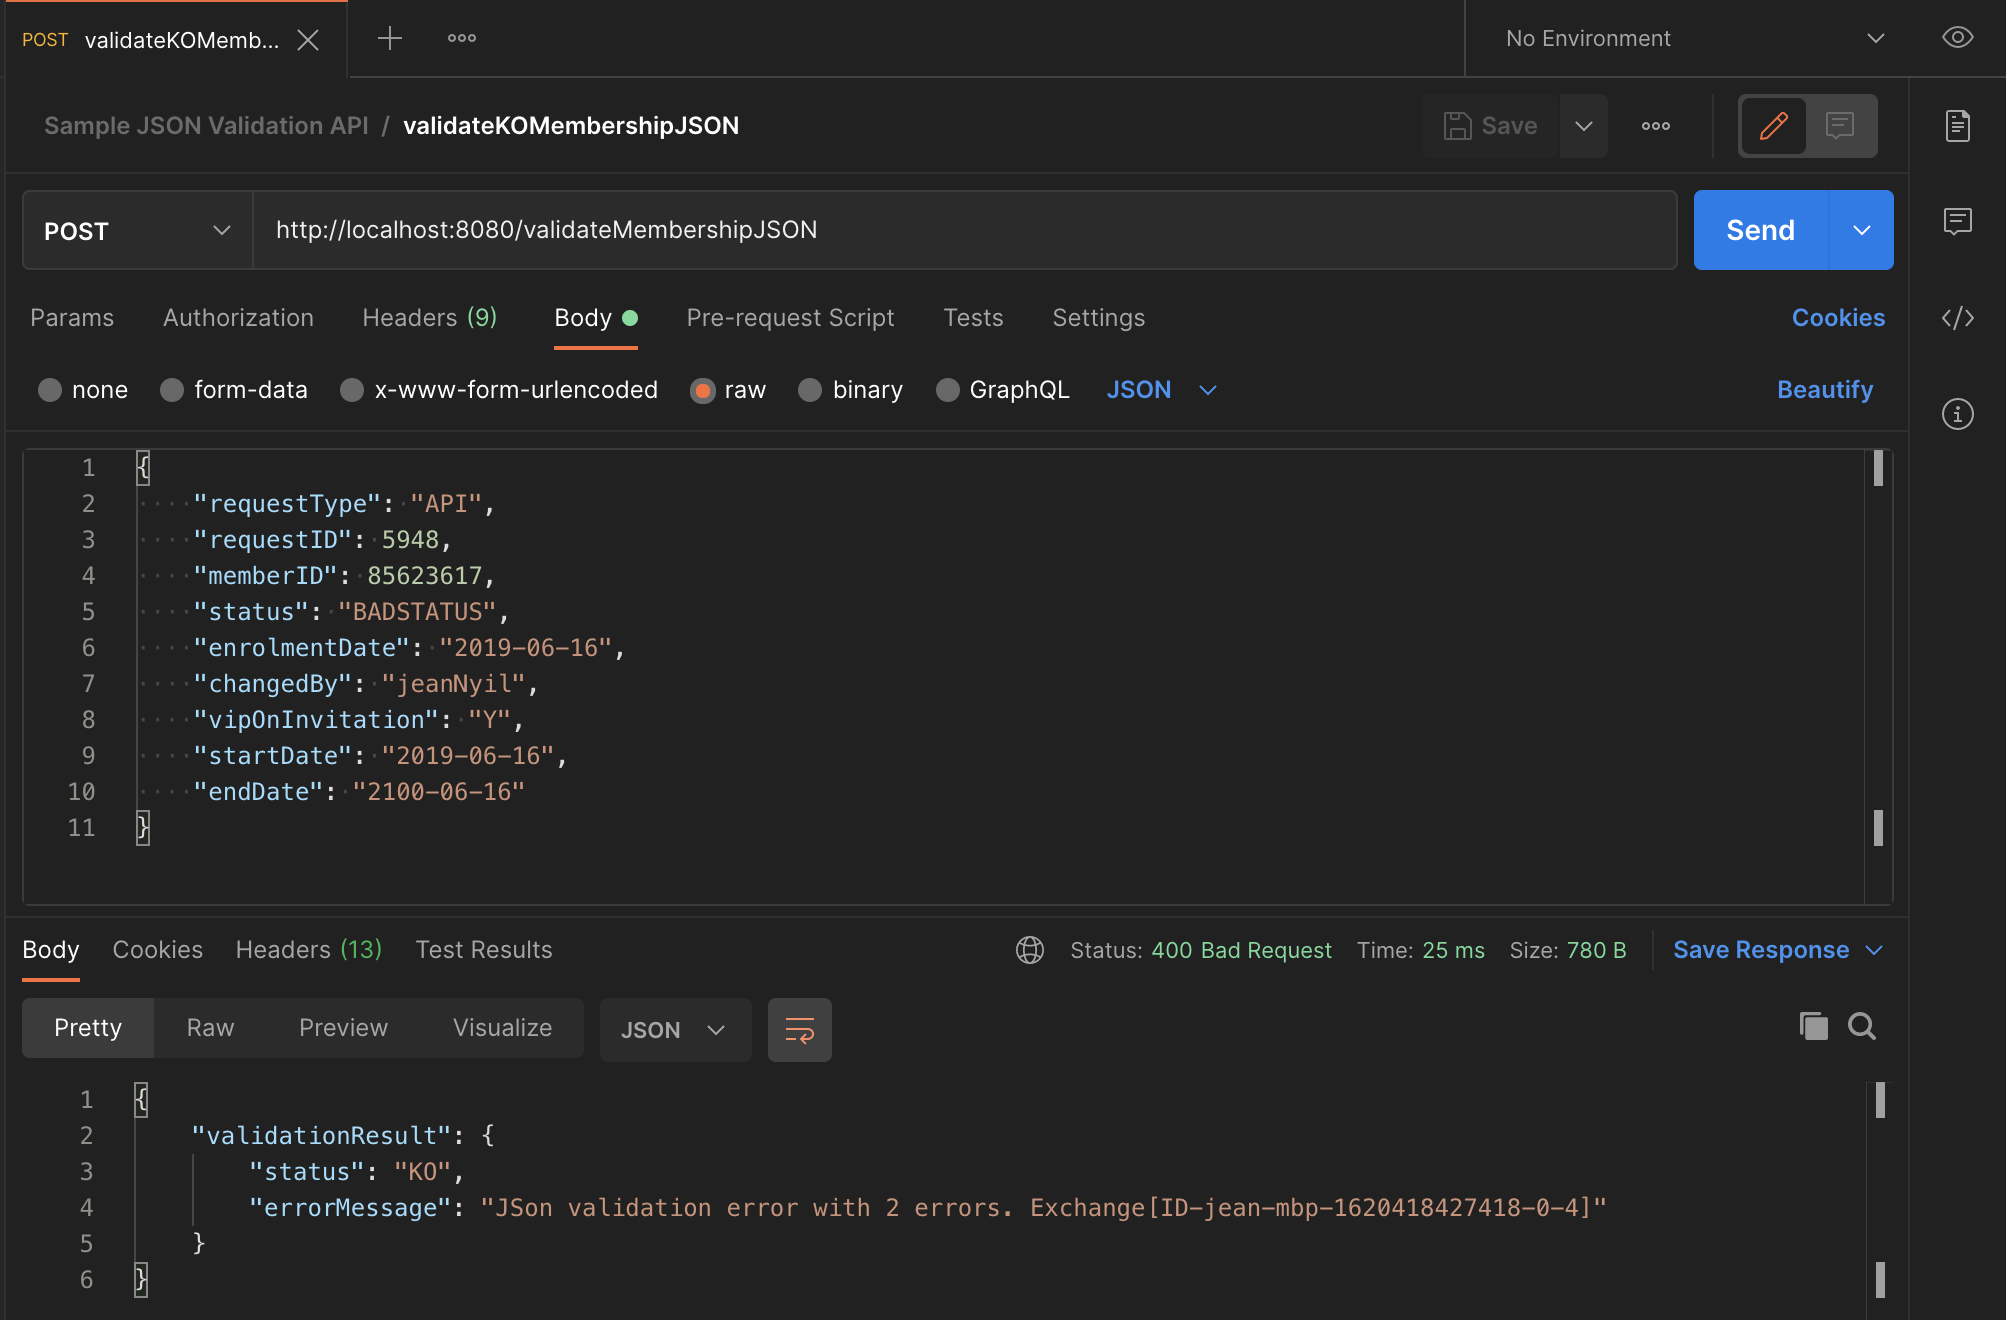 POST validateKOMemb...
No Environment
Sample JSON Validation API / validateKOMembershipJSON
Save
POST http://localhost:8080/validateMembershipJSON
Send
Params Authorization Headers (9) Body Pre-request Script Tests Settings Cookies
none form-data x-www-form-urlencoded raw binary GraphQL JSON Beautify
1 {
2 "requestType": "API",
3 "requestID": 5948,
4 "memberID": 85623617,
5 "status": "BADSTATUS",
6 "enrolmentDate": "2019-06-16",
7 "changedBy": "jeanNyil",
8 "vipOnInvitation": "Y",
9 "startDate": "2019-06-16",
10 "endDate": "2100-06-16"
11 }
Body Cookies Headers (13) Test Results Status: 400 Bad Request Time: 25 ms Size: 780 B Save Response
Pretty Raw Preview Visualize JSON
1 {
2 "validationResult": {
3 "status": "KO",
4 "errorMessage": "JSon validation error with 2 errors. Exchange[ID-jean-mbp-1620418427418-0-4]"
5 }
6 }